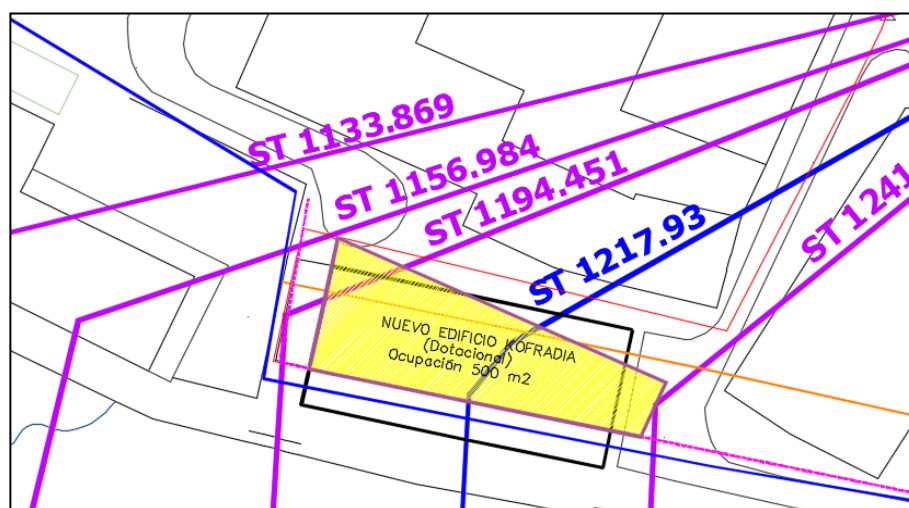 ST 1133.869
ST 1156.984
ST 1194.451
ST 1217.93
ST 1241
NUEVO EDIFICIO KOFRADIA
(Dotacional)
Ocupación 500 m2